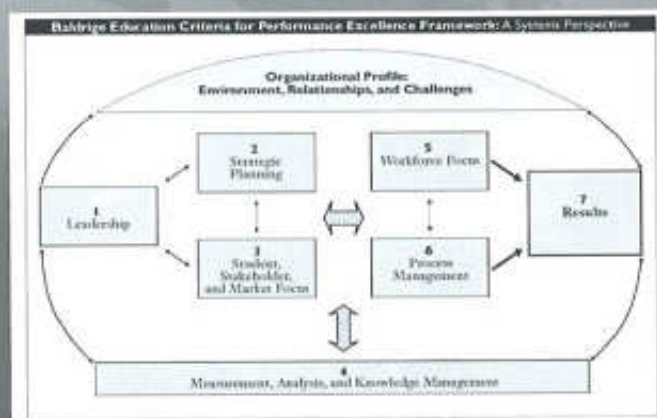 Baldrige Education Criteria for Performance Excellence Framework: A Systems Perspective
Organizational Profile:
Environment, Relationships, and Challenges
2
Strategic
Planning
5
Workforce Focus
1
Leadership
7
Results
3
Student,
Stakeholder,
and Market Focus
6
Process
Management
4
Measurement, Analysis, and Knowledge Management